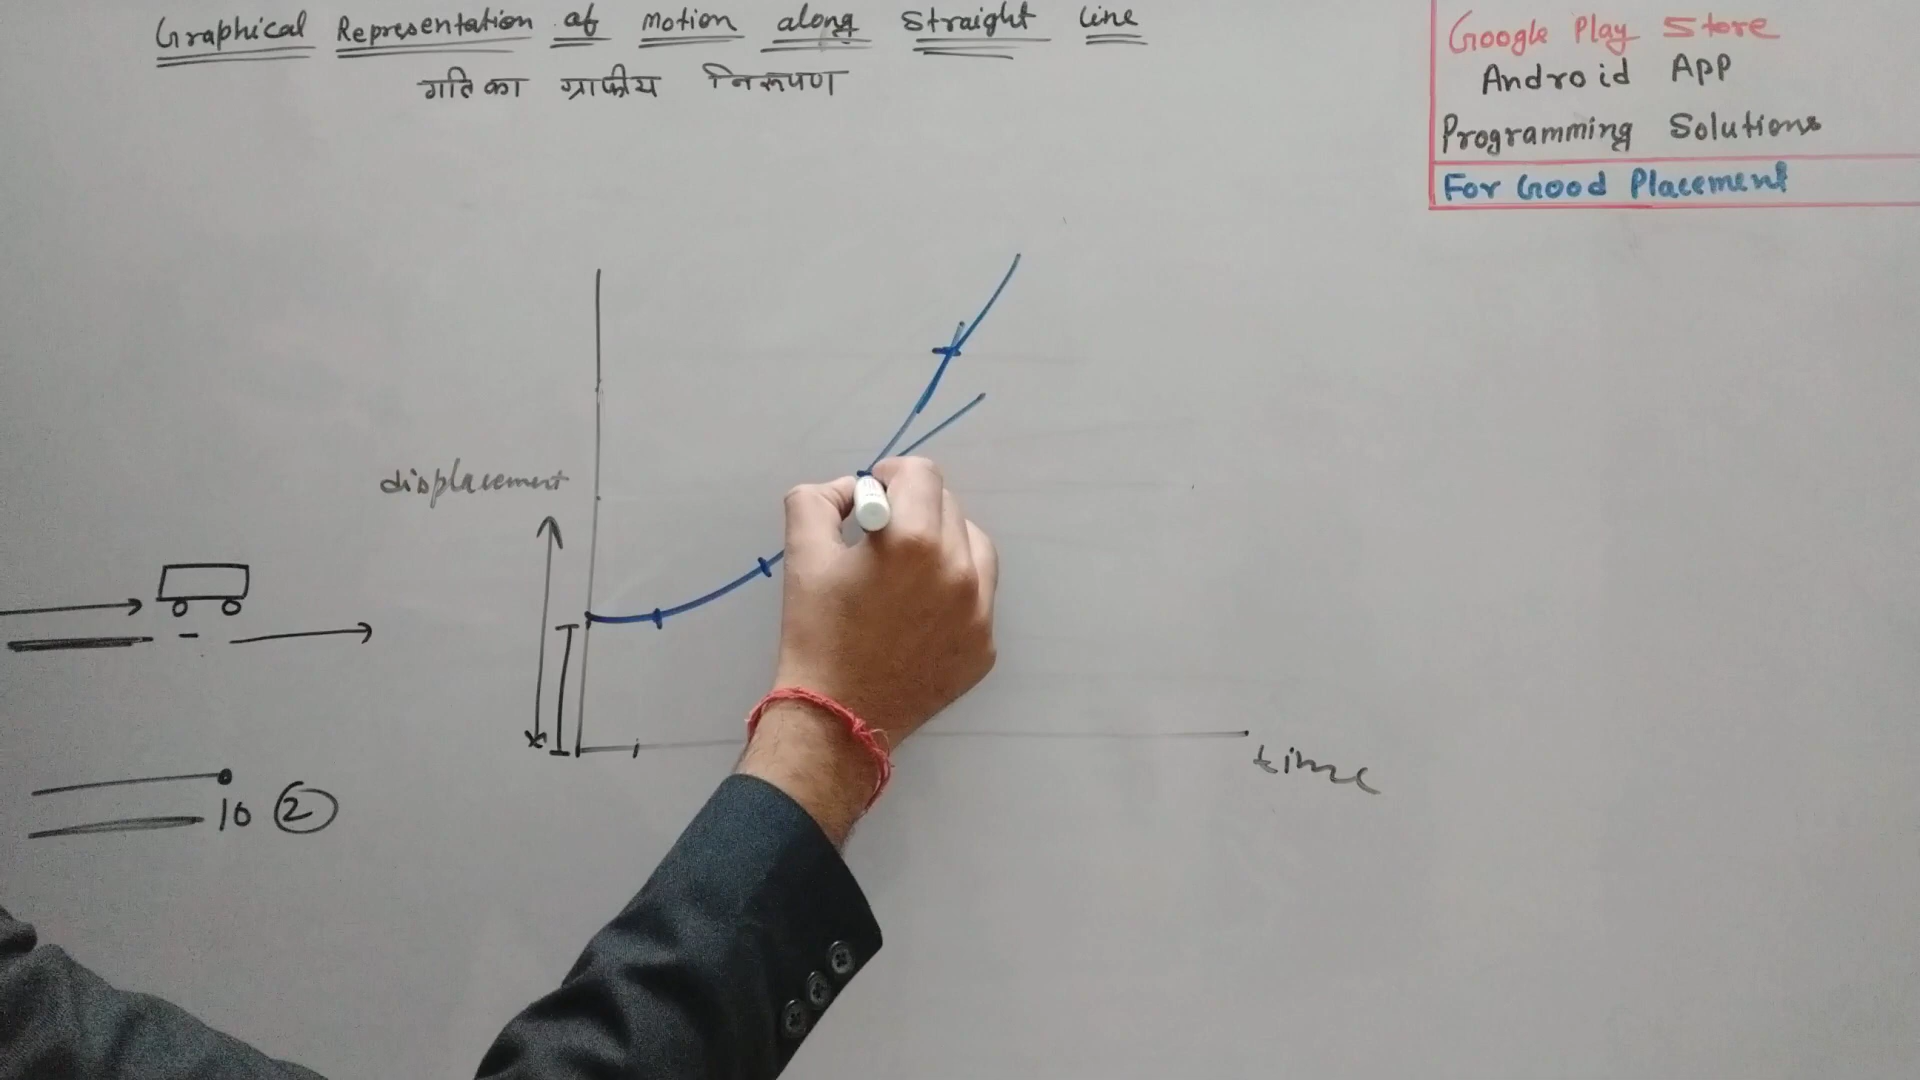 Graphical Representation of Motion along Straight line
गति का ग्राफीय निरूपण
Google Play Store
Android App
Programming Solutions
For Good Placement
displacement
time
10 2